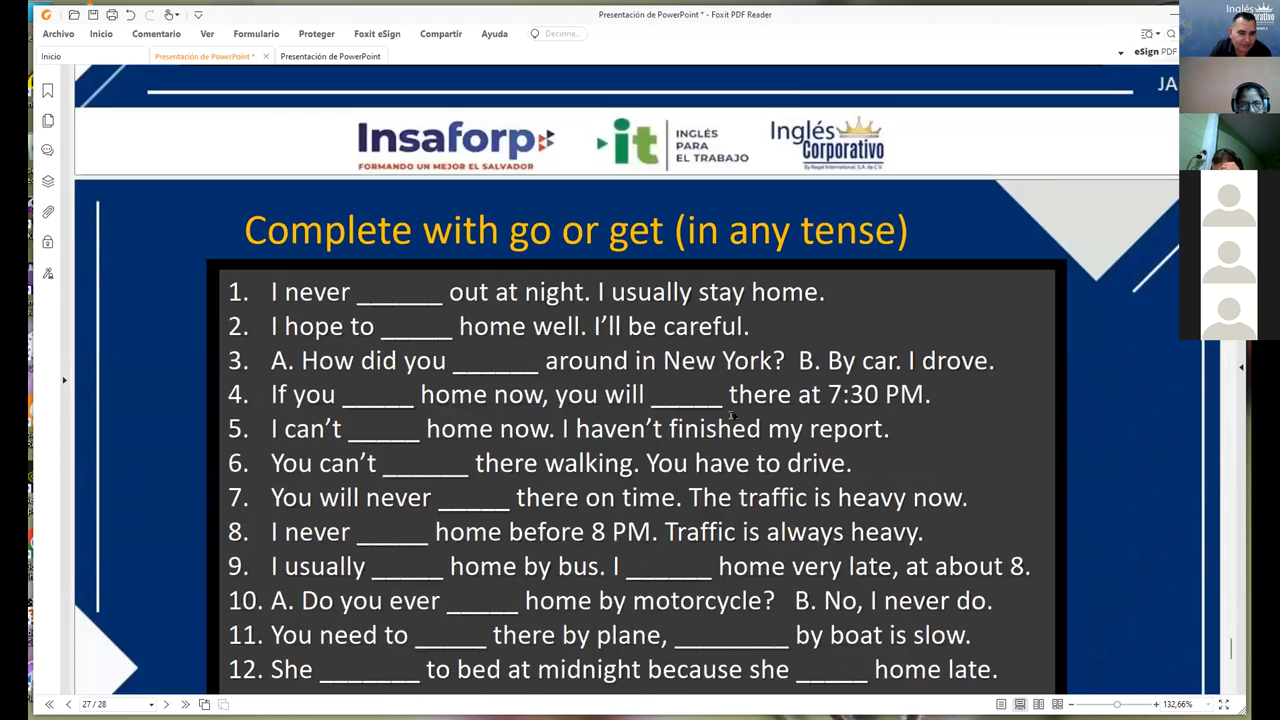 Presentación de PowerPoint * - Foxit PDF Reader
Archivo Inicio Comentario Ver Formulario Proteger Foxit eSign Compartir Ayuda Decirme...
eSign PDF
Inicio Presentación de PowerPoint * Presentación de PowerPoint
JA
Insaforp
FORMANDO UN MEJOR EL SALVADOR
it
INGLÉS
PARA
EL TRABAJO
Inglés
Corporativo
By Regal International, S.A. de C.V.
Inglés
Corporativo
Complete with go or get (in any tense)
1. I never ______ out at night. I usually stay home.
2. I hope to _____ home well. I’ll be careful.
3. A. How did you ______ around in New York? B. By car. I drove.
4. If you _____ home now, you will _____ there at 7:30 PM.
5. I can’t _____ home now. I haven’t finished my report.
6. You can’t ______ there walking. You have to drive.
7. You will never _____ there on time. The traffic is heavy now.
8. I never _____ home before 8 PM. Traffic is always heavy.
9. I usually _____ home by bus. I ______ home very late, at about 8.
10. A. Do you ever _____ home by motorcycle? B. No, I never do.
11. You need to _____ there by plane, ________ by boat is slow.
12. She _______ to bed at midnight because she _____ home late.
27 / 28
132,66%